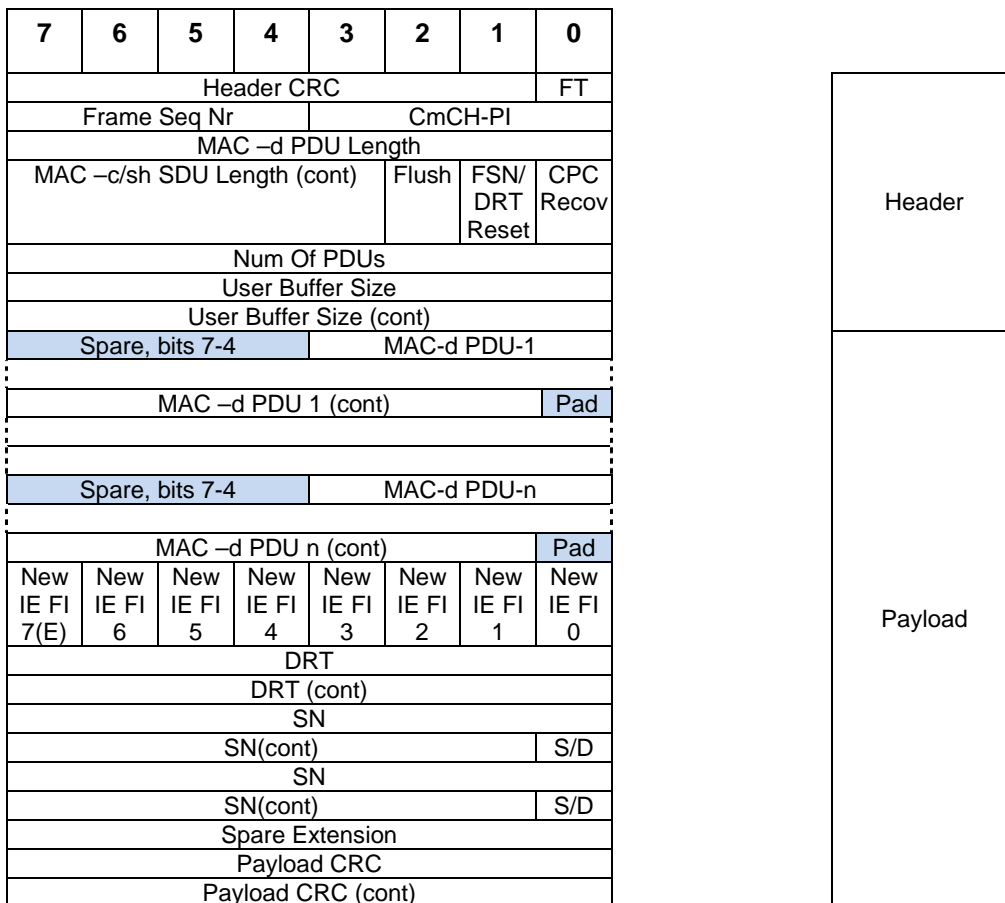 7 6 5 4 3 2 1 0
Header CRC FT
Frame Seq Nr CmCH-PI
MAC –d PDU Length
MAC –c/sh SDU Length (cont) Flush FSN/ CPC
DRT Recov
Reset
Num Of PDUs
User Buffer Size
User Buffer Size (cont)
Spare, bits 7-4 MAC-d PDU-1
MAC –d PDU 1 (cont) Pad
Spare, bits 7-4 MAC-d PDU-n
MAC –d PDU n (cont) Pad
New New New New New New New New
IE FI IE FI IE FI IE FI IE FI IE FI IE FI IE FI
7(E) 6 5 4 3 2 1 0
DRT
DRT (cont)
SN
SN(cont) S/D
SN
SN(cont) S/D
Spare Extension
Payload CRC
Payload CRC (cont)
Header
Payload